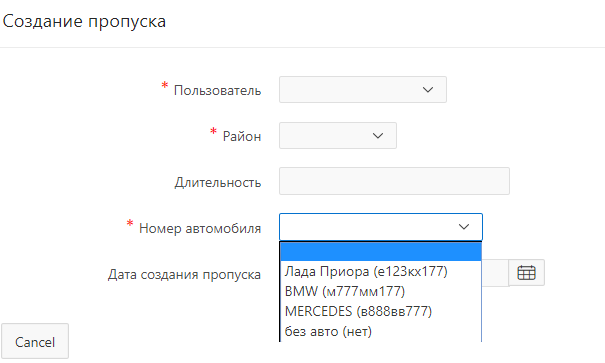 Создание пропуска
* Пользователь
* Район
Длительность
* Номер автомобиля
Лада Приора (е123кх177)
Дата создания пропуска
BMW (м777мм177)
MERCEDES (в888вв777)
без авто (нет)
Cancel